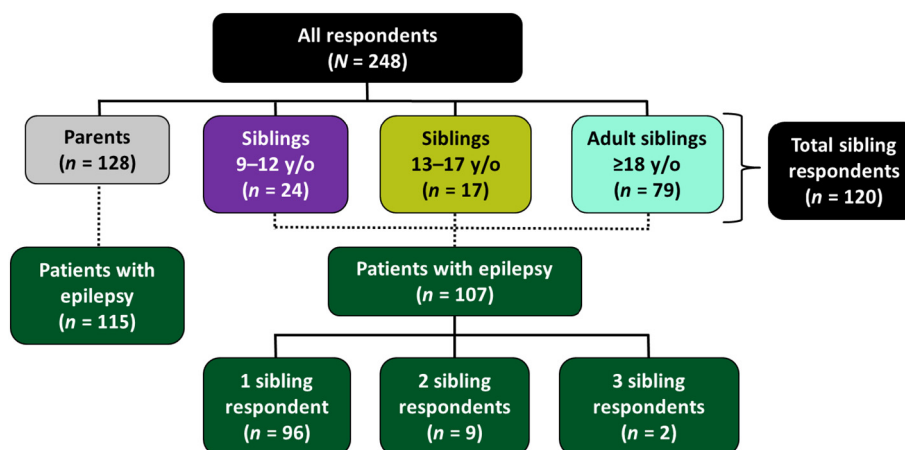 All respondents
(N = 248)
Parents
(n = 128)
Siblings
9–12 y/o
(n = 24)
Siblings
13–17 y/o
(n = 17)
Adult siblings
≥18 y/o
(n = 79)
Total sibling
respondents
(n = 120)
Patients with
epilepsy
(n = 115)
Patients with epilepsy
(n = 107)
1 sibling
respondent
(n = 96)
2 sibling
respondents
(n = 9)
3 sibling
respondents
(n = 2)